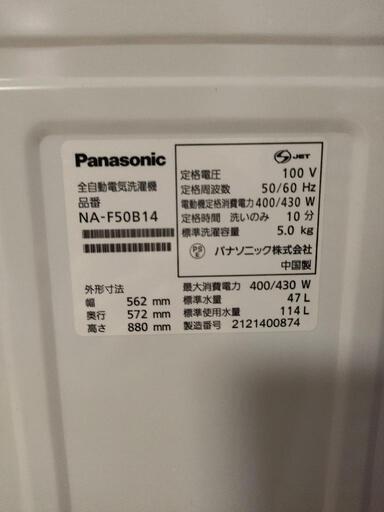 Panasonic
全自動電気洗濯機
品番
NA-F50B14
外形寸法
幅 562 mm
奥行 572 mm
高さ 880 mm
S JET
定格電圧 100 V
定格周波数 50/60 Hz
電動機定格消費電力 400/430 W
定格時間 洗いのみ 10 分
標準洗濯容量 5.0 kg
PS E パナソニック株式会社
中国製
最大消費電力 400/430 W
標準水量 47 L
標準使用水量 114 L
製造番号 2121400874